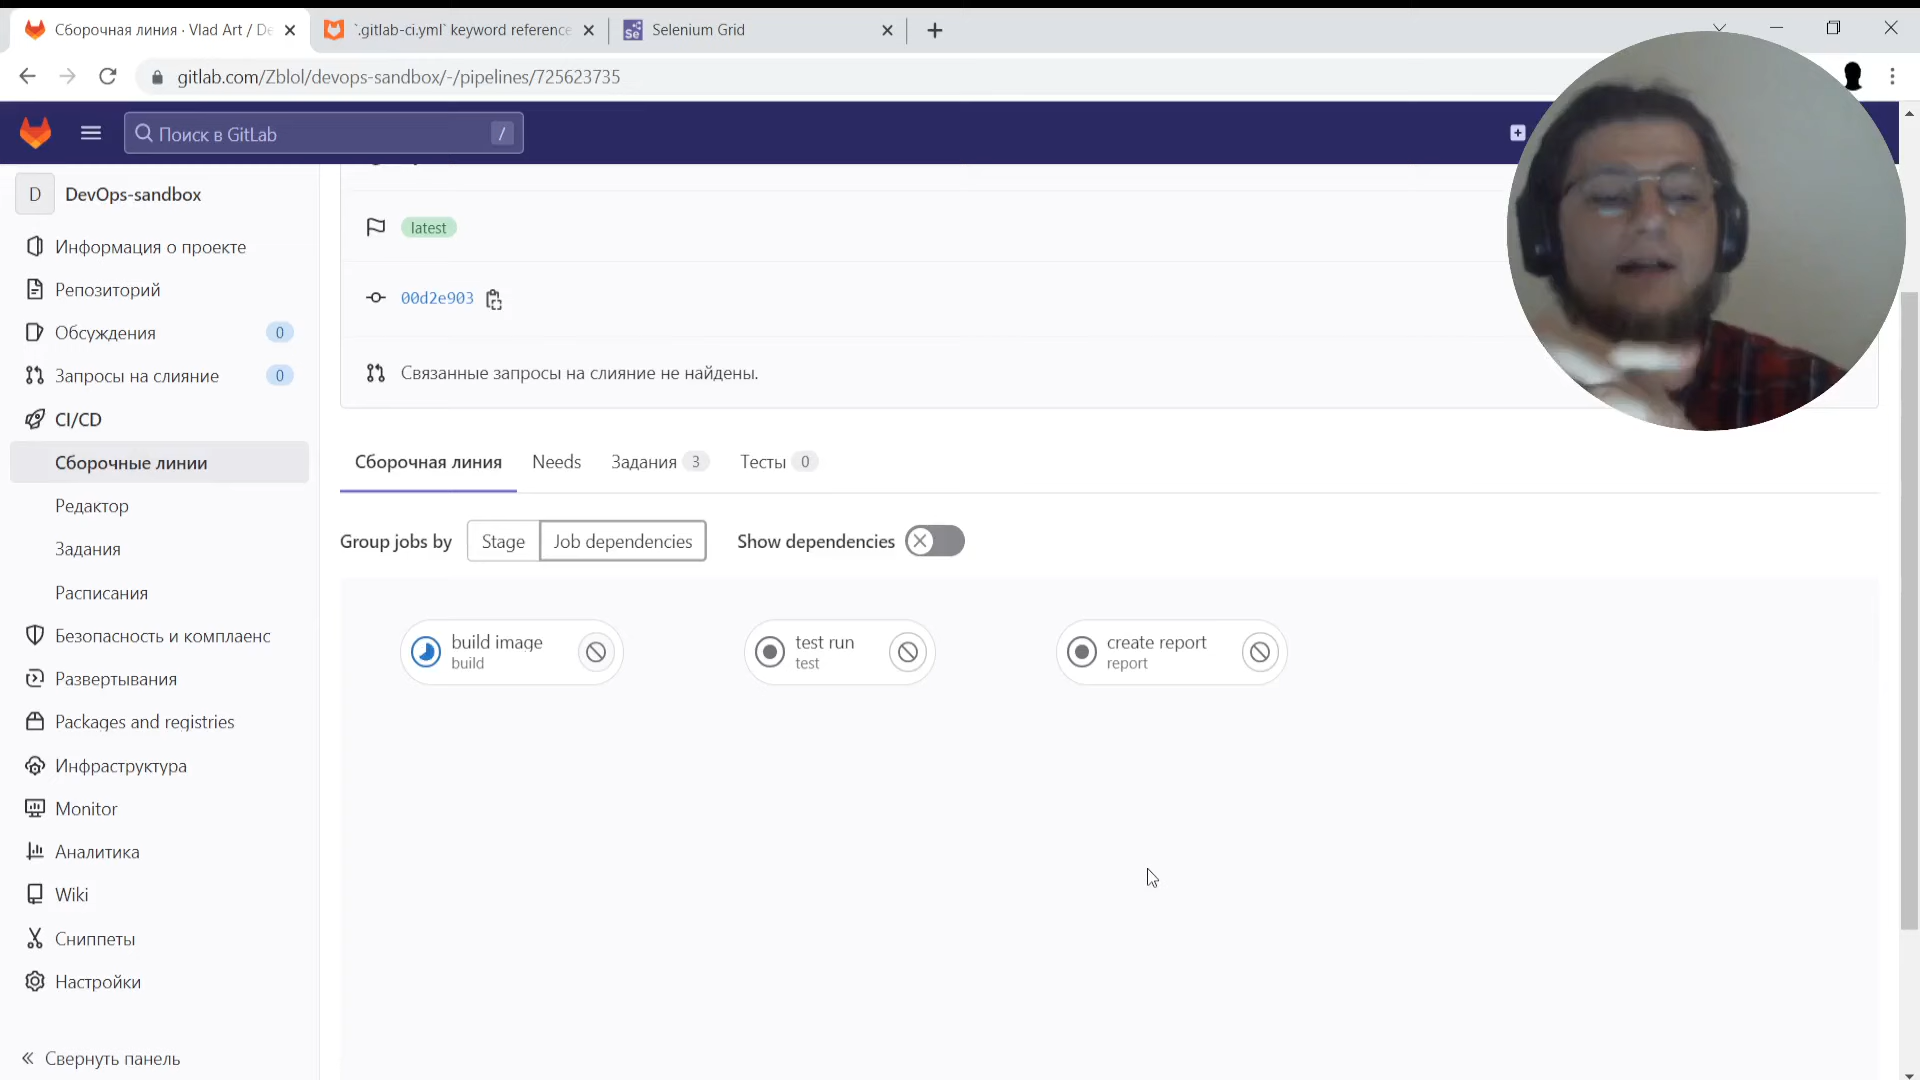 Сборочная линия · Vlad Art / De
`.gitlab-ci.yml` keyword reference
Se
Selenium Grid
gitlab.com/Zblol/devops-sandbox/-/pipelines/725623735
Поиск в GitLab
/
D
DevOps-sandbox
Информация о проекте
Репозиторий
Обсуждения
0
Запросы на слияние
0
CI/CD
Сборочные линии
Редактор
Задания
Расписания
Безопасность и комплаенс
Развертывания
Packages and registries
Инфраструктура
Monitor
Аналитика
Wiki
Сниппеты
Настройки
Свернуть панель
latest
00d2e903
Связанные запросы на слияние не найдены.
Сборочная линия
Needs
Задания 3
Тесты 0
Group jobs by
Stage
Job dependencies
Show dependencies
build image
build
test run
test
create report
report